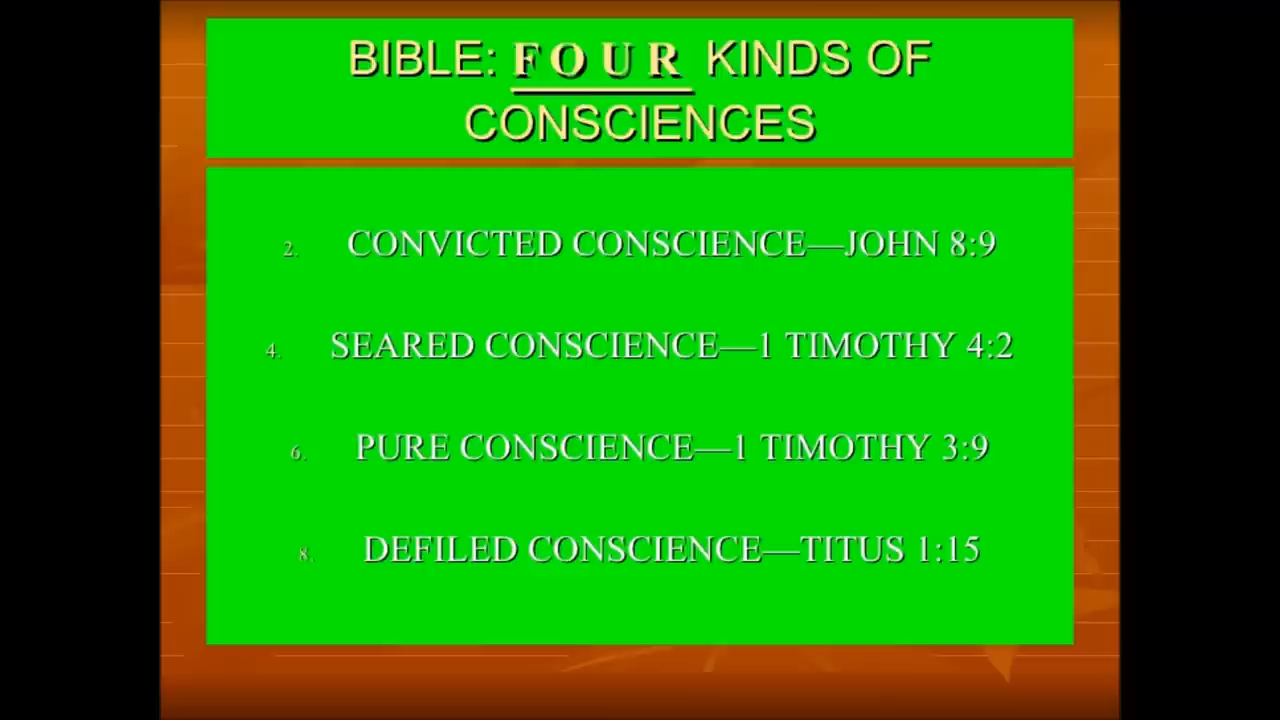 BIBLE: FOUR KINDS OF
CONSCIENCES
2. CONVICTED CONSCIENCE—JOHN 8:9
4. SEARED CONSCIENCE—1 TIMOTHY 4:2
6. PURE CONSCIENCE—1 TIMOTHY 3:9
8. DEFILED CONSCIENCE—TITUS 1:15